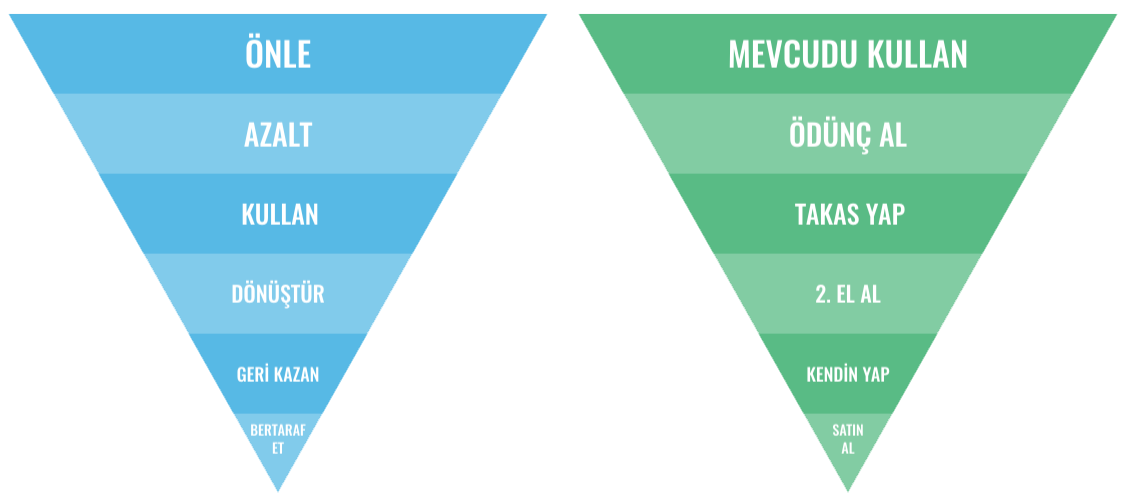 ÖNLE
AZALT
KULLAN
DÖNÜŞTÜR
GERİ KAZAN
BERTARAF
ET
MEVCUDU KULLAN
ÖDÜNÇ AL
TAKAS YAP
2. EL AL
KENDİN YAP
SATIN
AL